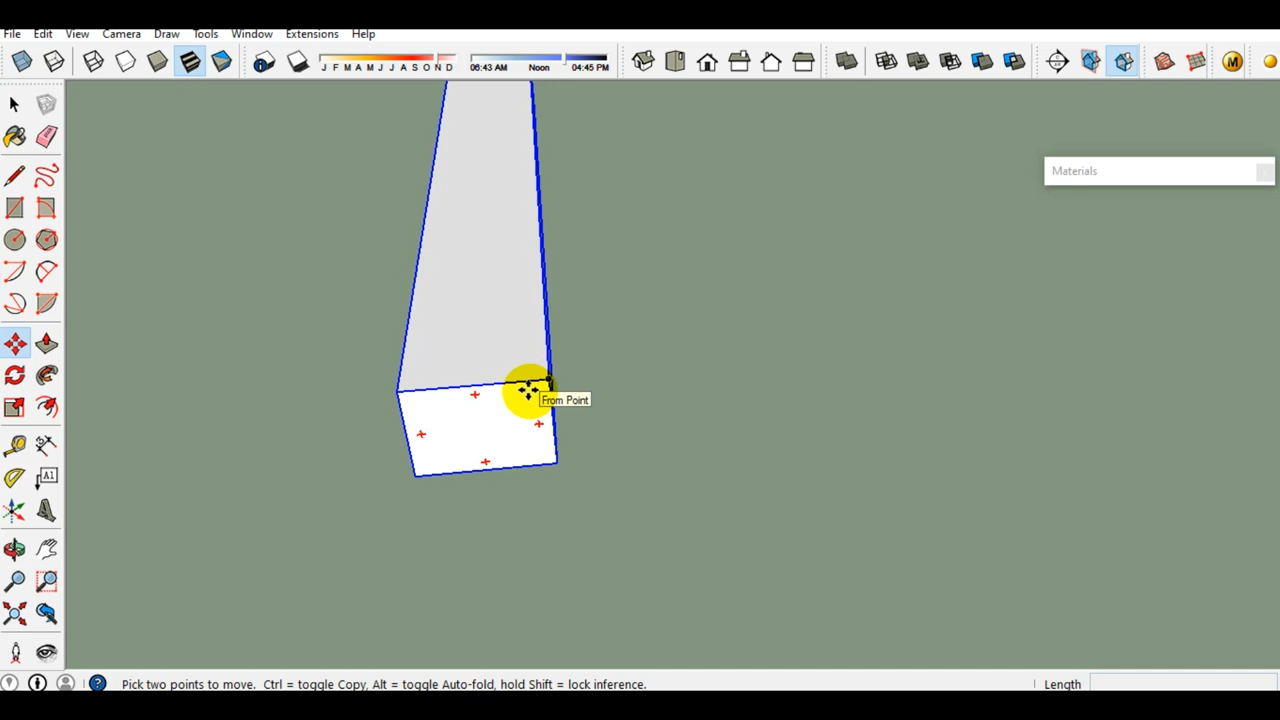 File Edit View Camera Draw Tools Window Extensions Help
J F M A M J J A S O N D 06:43 AM Noon 04:45 PM
M
Materials
From Point
A1
Pick two points to move. Ctrl = toggle Copy, Alt = toggle Auto-fold, hold Shift = lock inference. Length